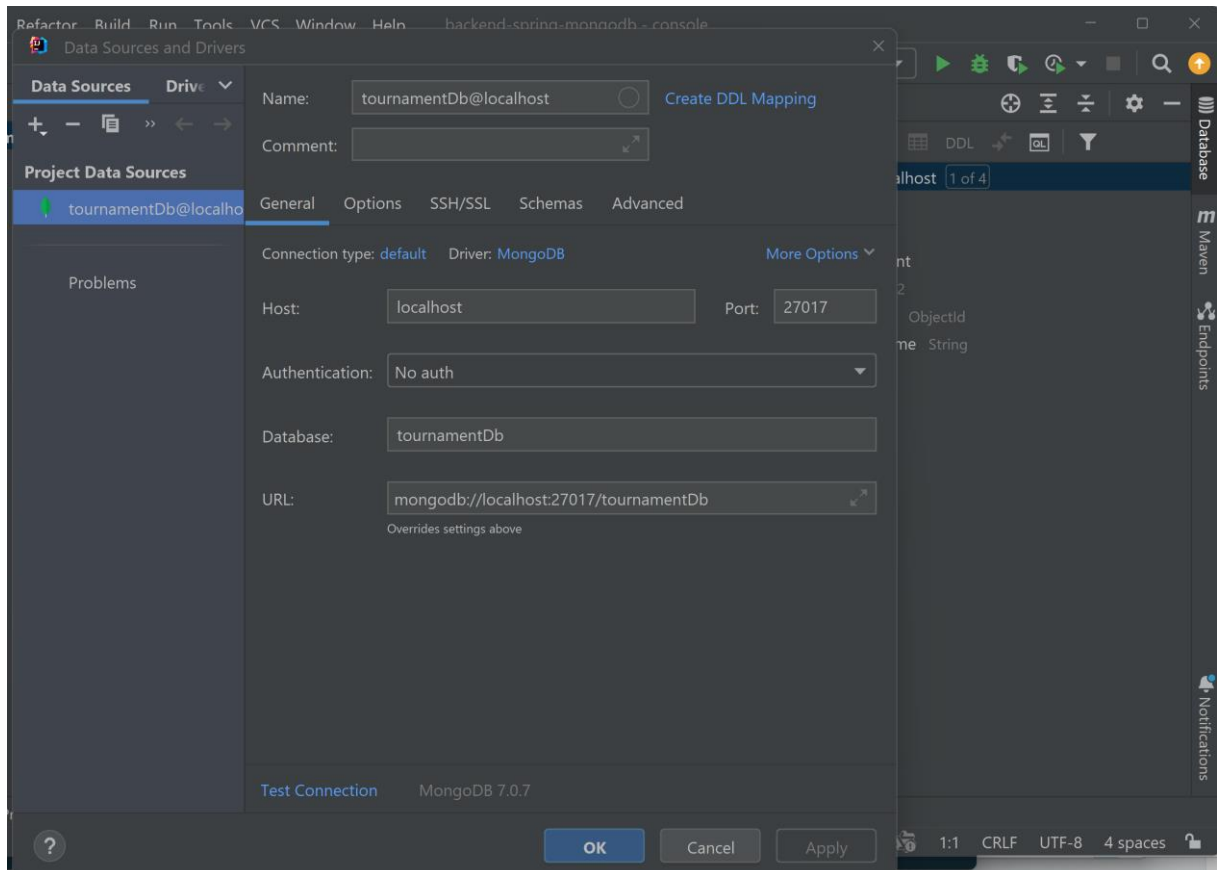 Refactor Build Run Tools VCS Window Help backend-spring-mongodb - console
Data Sources and Drivers
Data Sources
Name: tournamentDb@localhost Create DDL Mapping
Comment:
Project Data Sources
tournamentDb@localho
Problems
General Options SSH/SSL Schemas Advanced
Connection type: default Driver: MongoDB More Options
Host: localhost Port: 27017
Authentication: No auth
Database: tournamentDb
URL: mongodb://localhost:27017/tournamentDb
Overrides settings above
Test Connection MongoDB 7.0.7
? OK Cancel Apply
DDL QL
alhost 1 of 4
nt
2
ObjectId
me String
Database
m Maven
Endpoints
Notifications
1:1 CRLF UTF-8 4 spaces